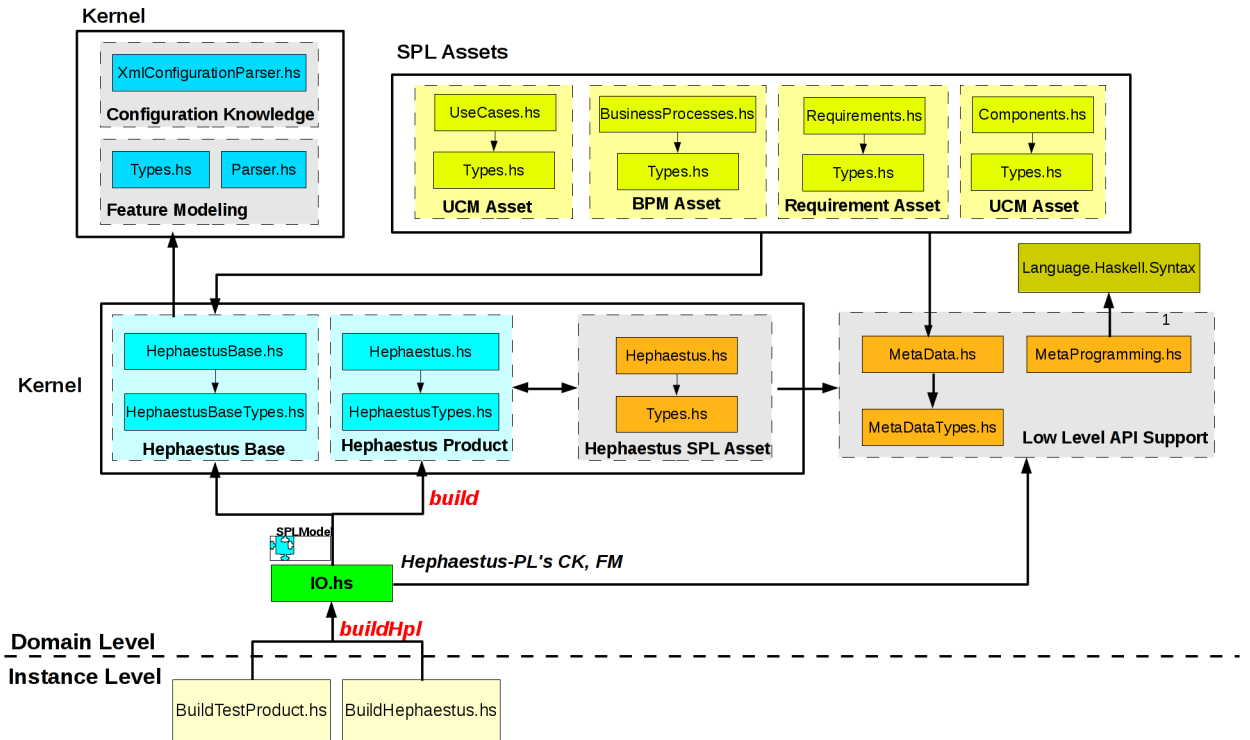 Kernel
XmlConfigurationParser.hs
Configuration Knowledge
Types.hs
Parser.hs
Feature Modeling
SPL Assets
UseCases.hs
Types.hs
UCM Asset
BusinessProcesses.hs
Types.hs
BPM Asset
Requirements.hs
Types.hs
Requirement Asset
Components.hs
Types.hs
UCM Asset
Language.Haskell.Syntax
1
Kernel
HephaestusBase.hs
HephaestusBaseTypes.hs
Hephaestus Base
Hephaestus.hs
HephaestusTypes.hs
Hephaestus Product
Hephaestus.hs
Types.hs
Hephaestus SPL Asset
MetaData.hs
MetaDataTypes.hs
MetaProgramming.hs
Low Level API Support
build
SPLModel
Hephaestus-PL's CK, FM
IO.hs
buildHpl
Domain Level
Instance Level
BuildTestProduct.hs
BuildHephaestus.hs